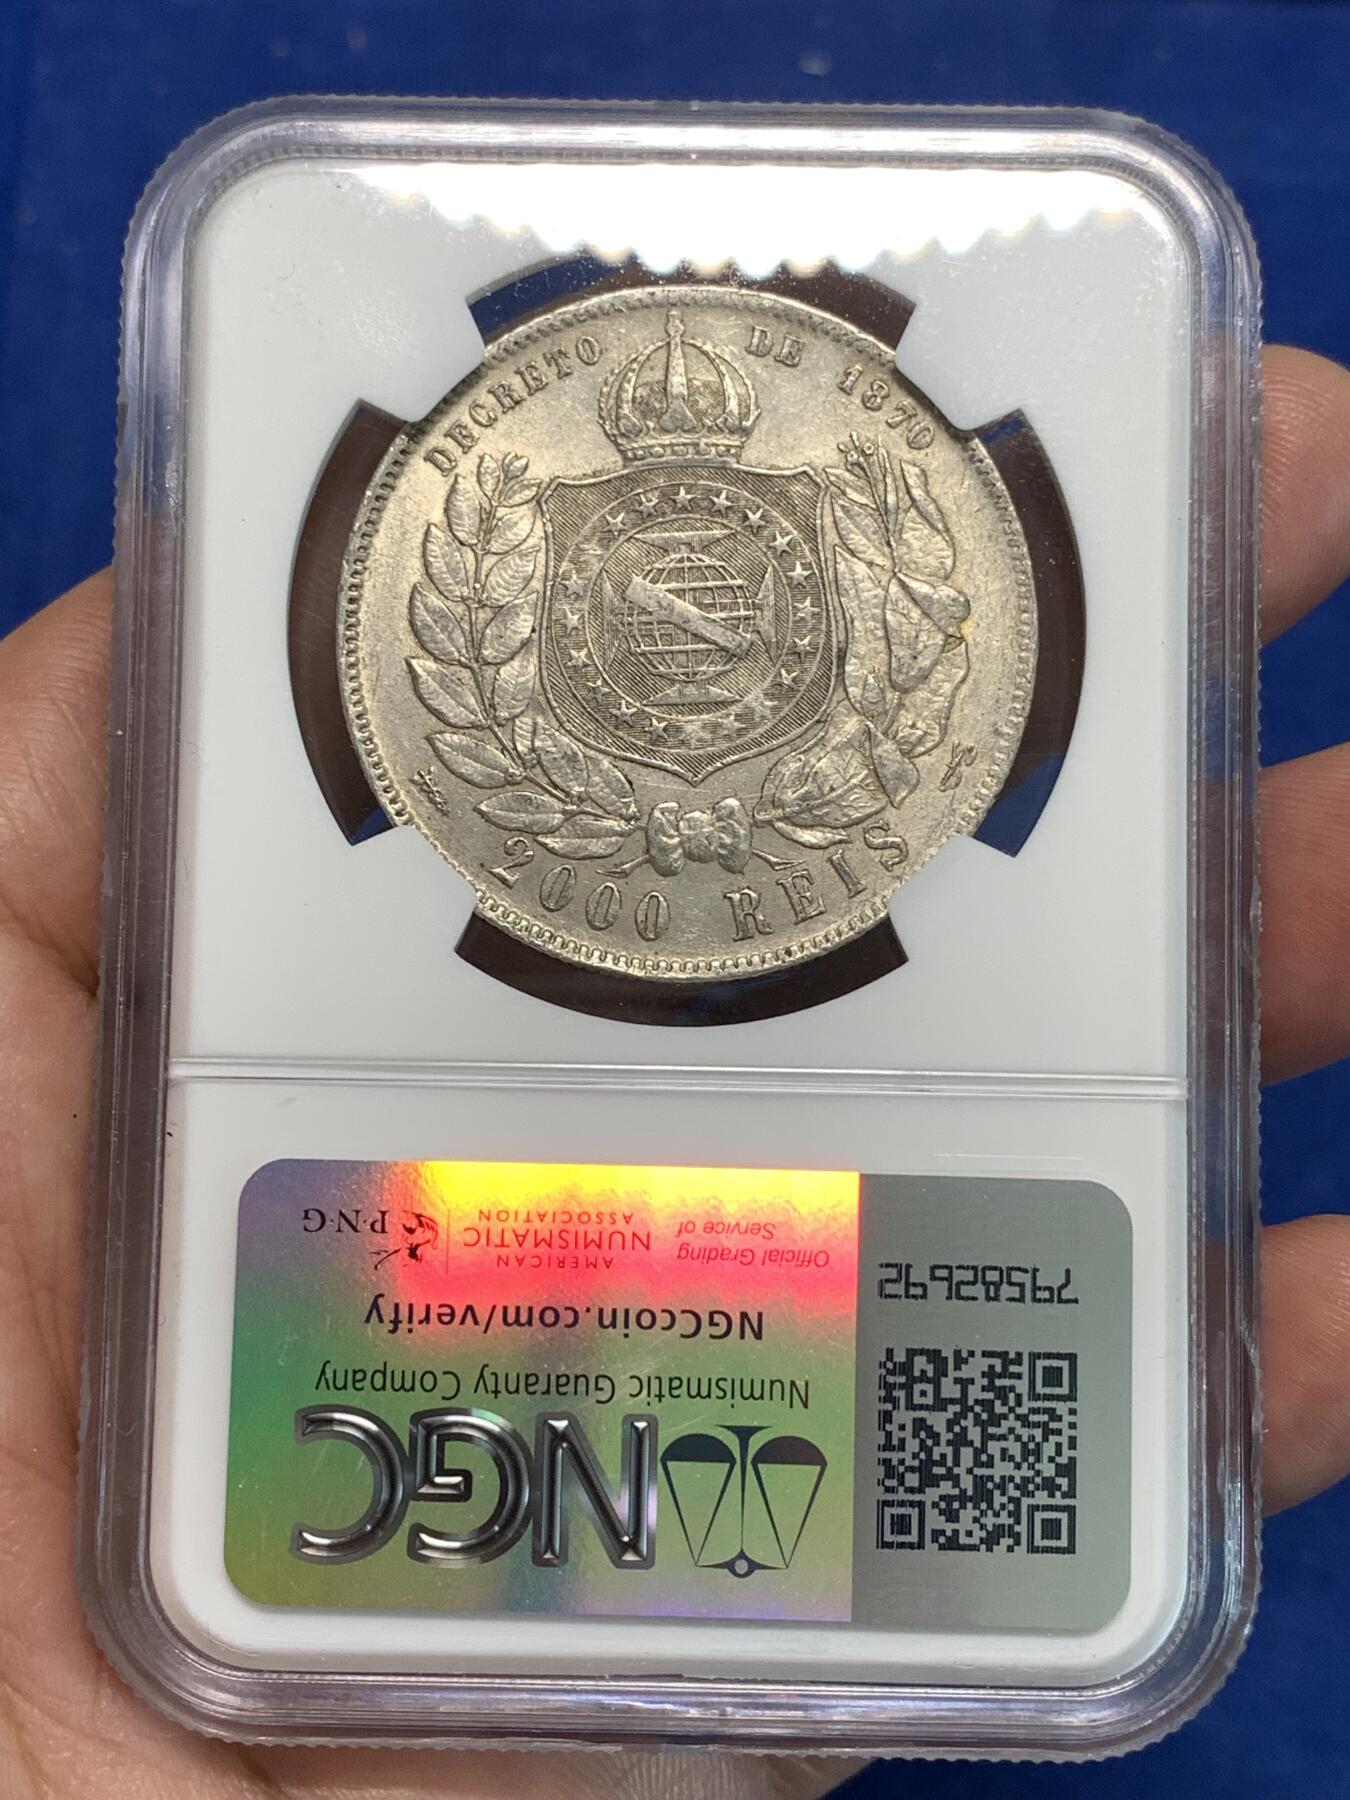 DECRETO DE 1870
2000 REIS
79582692
Official Grading
Service of
AMERICAN
NUMISMATIC
ASSOCIATION
P·N·G
NGCcoin.com/verify
Numismatic Guaranty Company
NGC